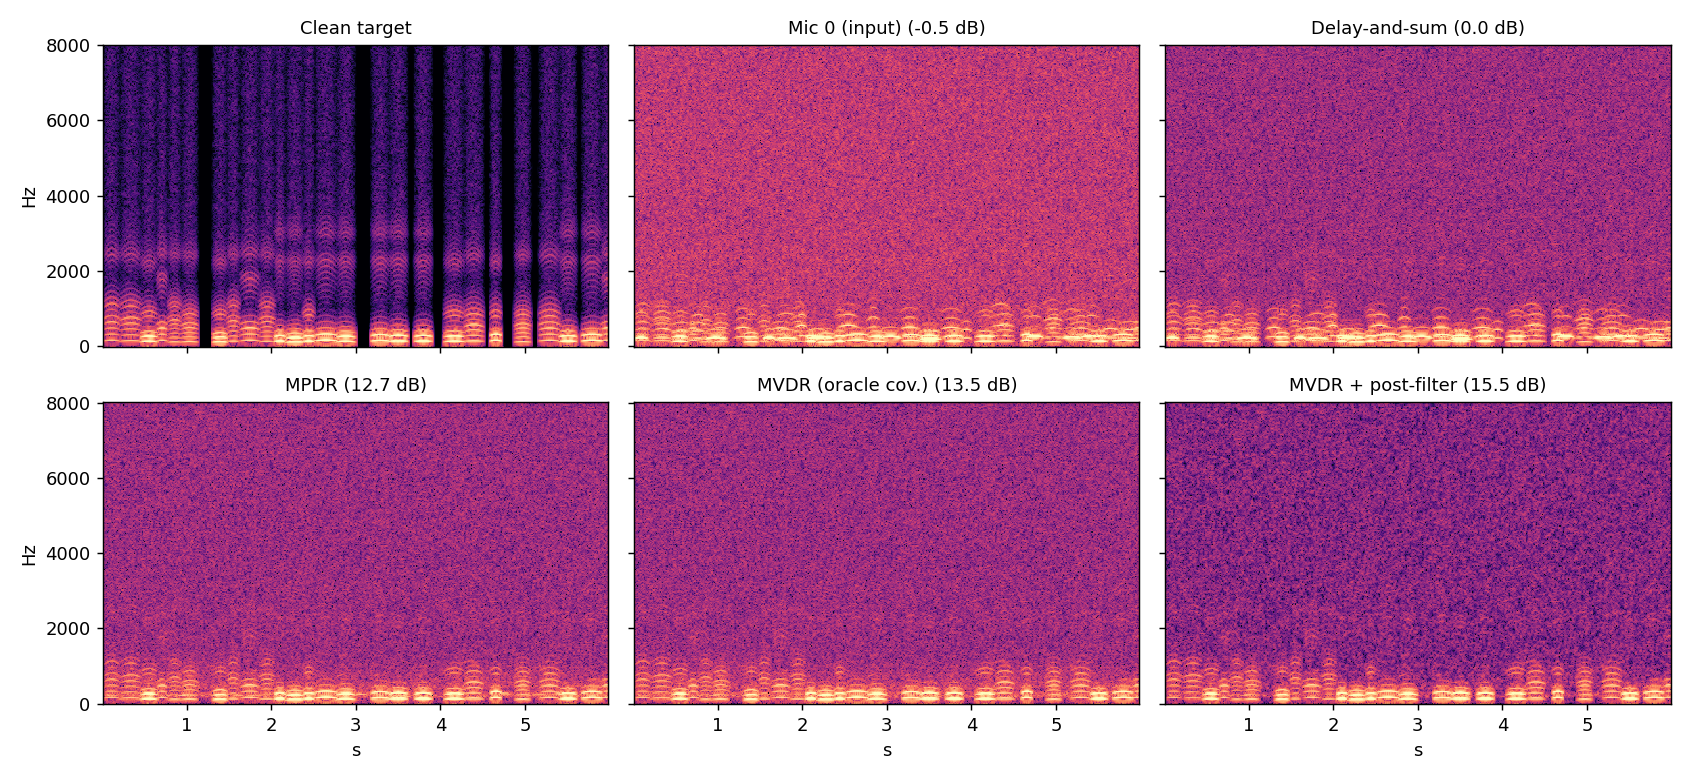 Clean target
Mic 0 (input) (-0.5 dB)
Delay-and-sum (0.0 dB)
8000
6000
4000
2000
0
Hz
MPDR (12.7 dB)
MVDR (oracle cov.) (13.5 dB)
MVDR + post-filter (15.5 dB)
8000
6000
4000
2000
0
Hz
1 2 3 4 5
1 2 3 4 5
1 2 3 4 5
s
s
s